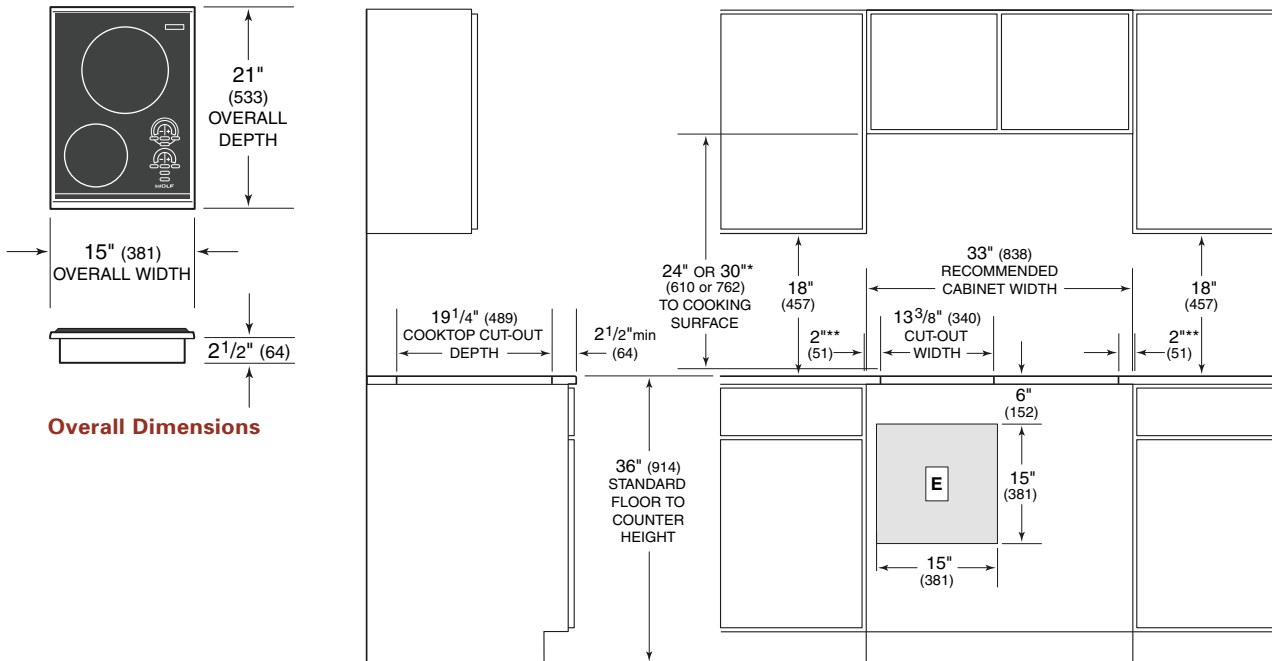 21"
(533)
OVERALL
DEPTH
WOLF
15" (381)
OVERALL WIDTH
2 1/2" (64)
Overall Dimensions
19 1/4" (489)
COOKTOP CUT-OUT
DEPTH
2 1/2"min
(64)
36" (914)
STANDARD
FLOOR TO
COUNTER
HEIGHT
24" OR 30"*
(610 or 762)
TO COOKING
SURFACE
18"
(457)
33" (838)
RECOMMENDED
CABINET WIDTH
18"
(457)
2"**
(51)
13 3/8" (340)
CUT-OUT
WIDTH
2"**
(51)
6"
(152)
E
15"
(381)
15"
(381)